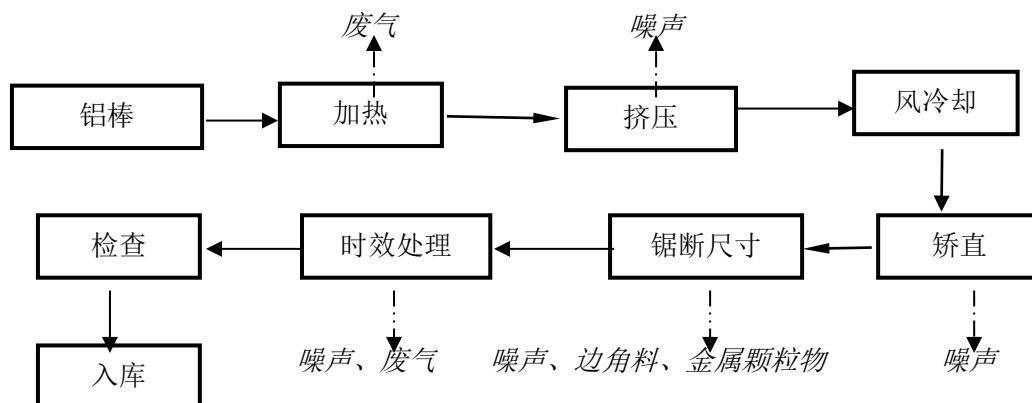 废气
噪声
铝棒
加热
挤压
风冷却
检查
时效处理
锯断尺寸
矫直
噪声、废气
噪声、边角料、金属颗粒物
噪声
入库